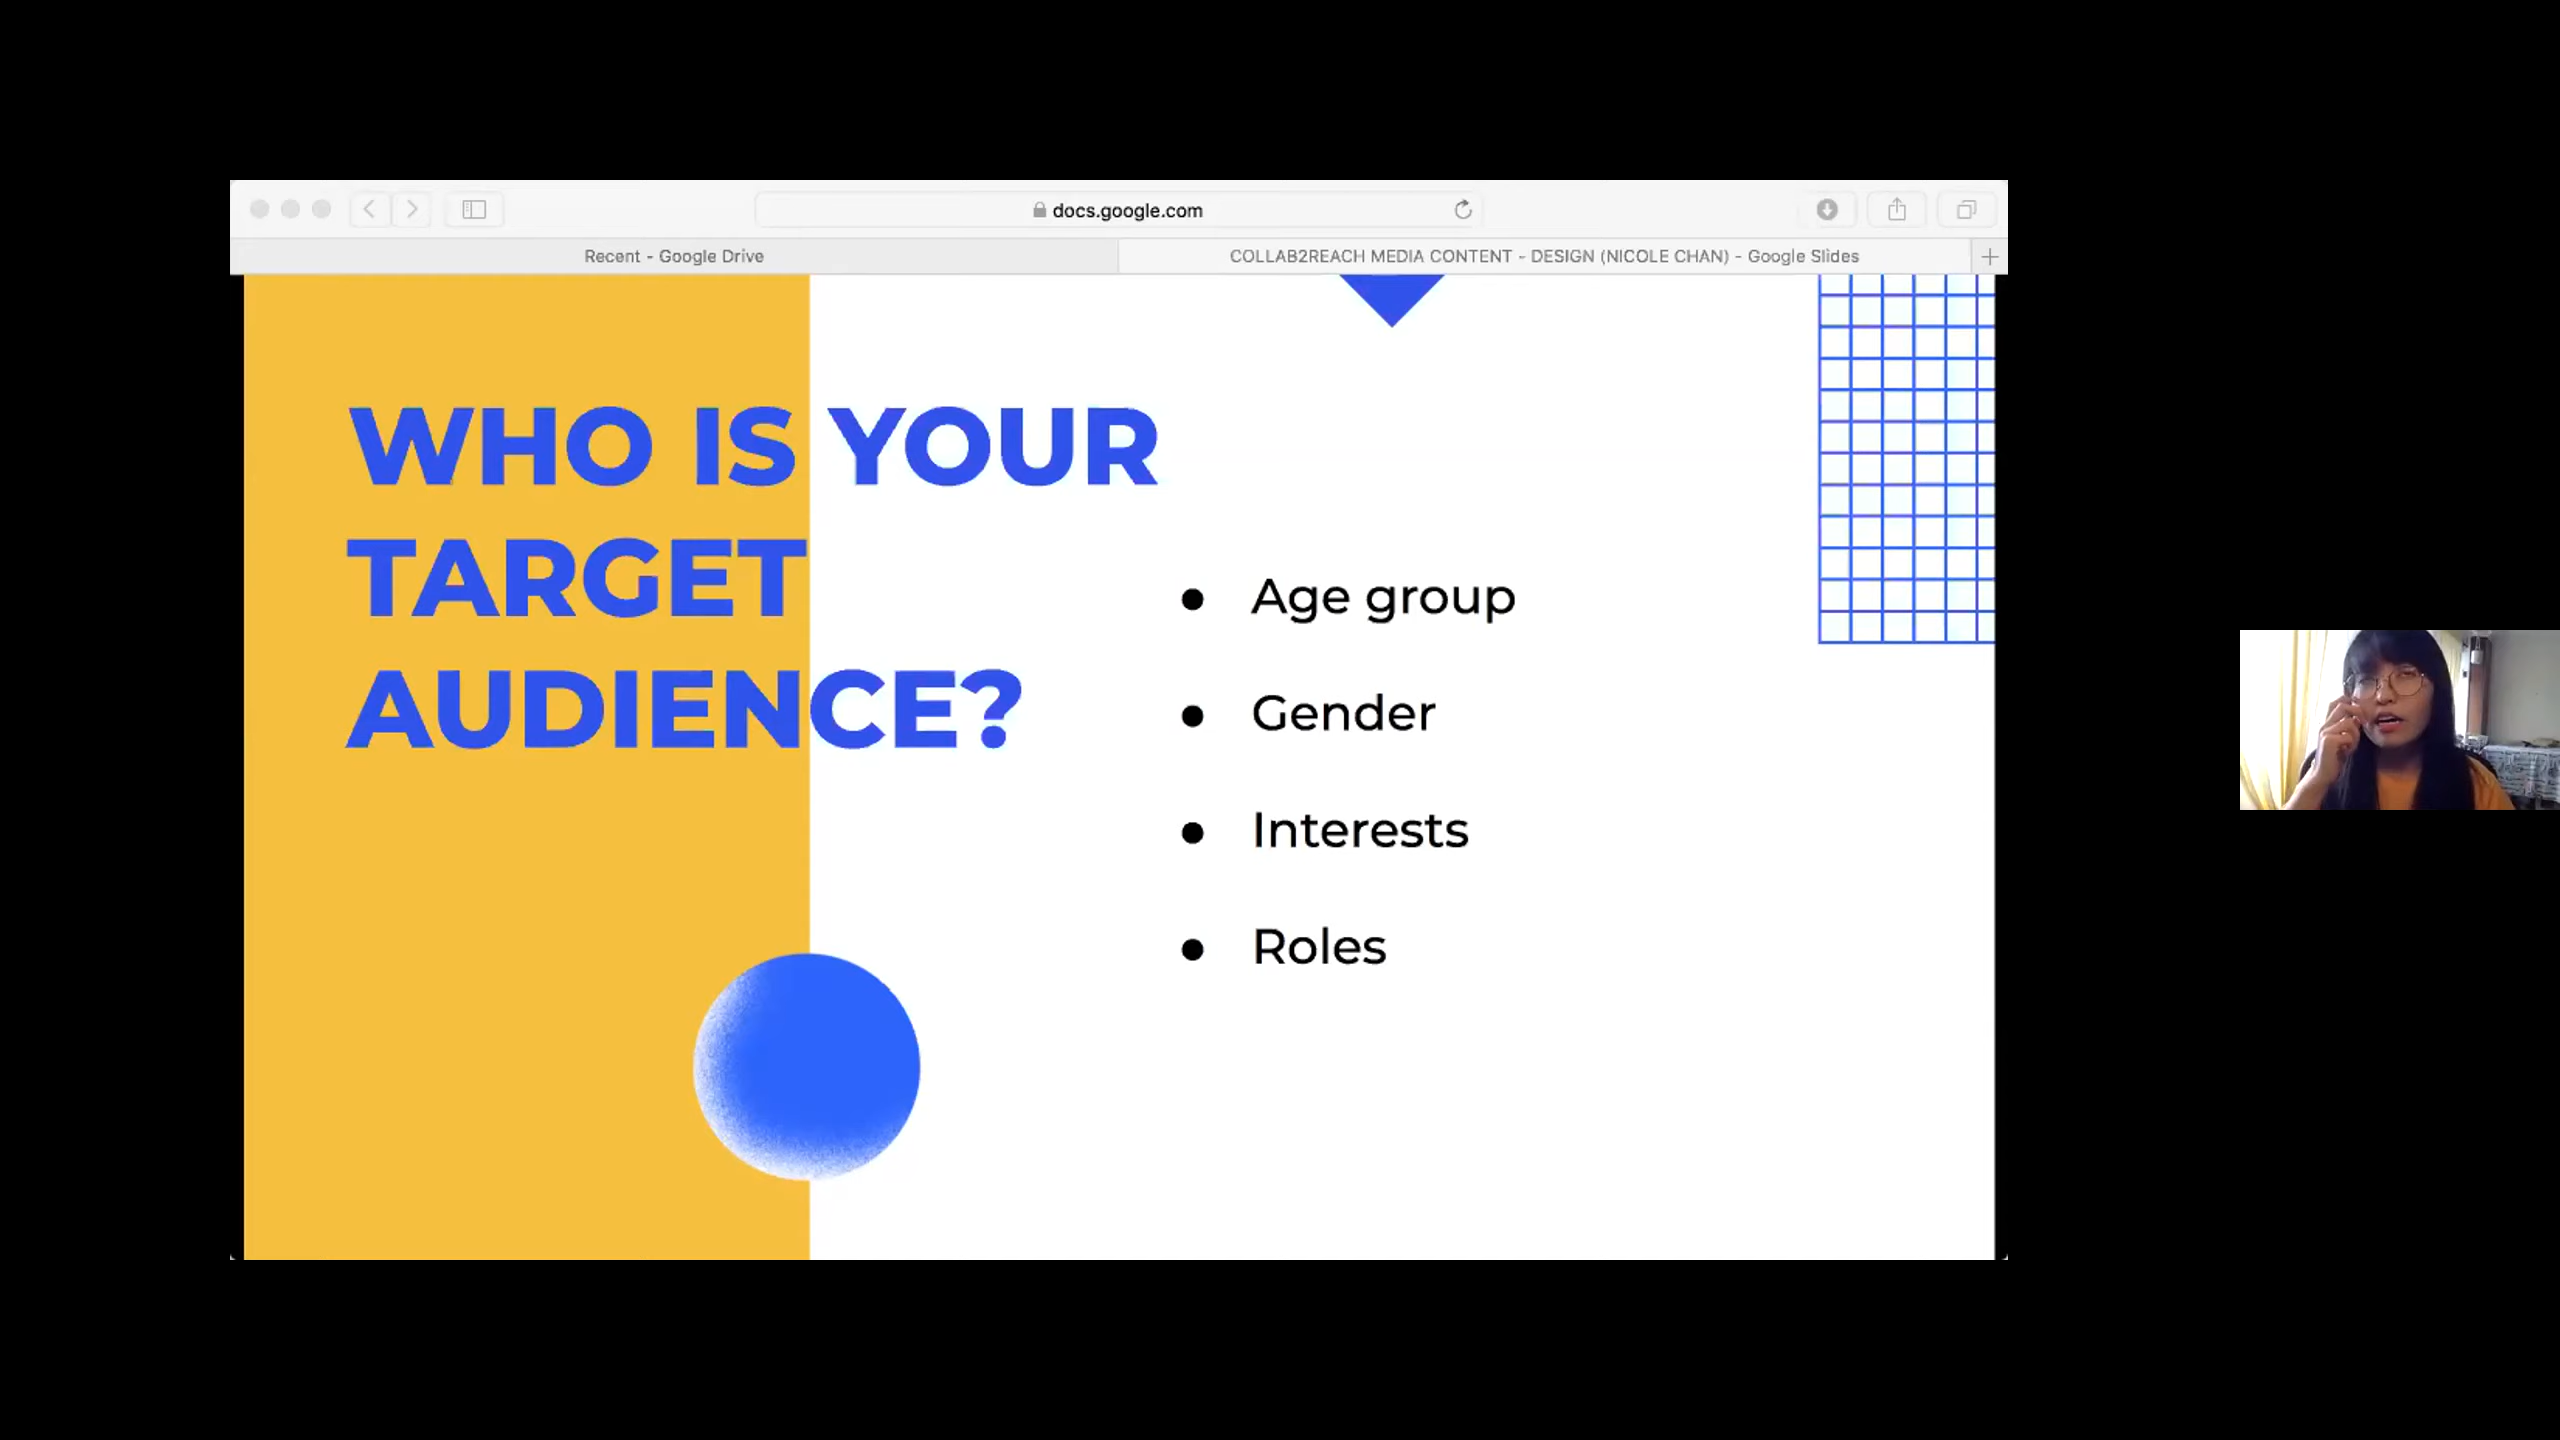 docs.google.com
Recent - Google Drive
COLLAB2REACH MEDIA CONTENT - DESIGN (NICOLE CHAN) - Google Slides
WHO IS YOUR
TARGET
AUDIENCE?
● Age group
● Gender
● Interests
● Roles